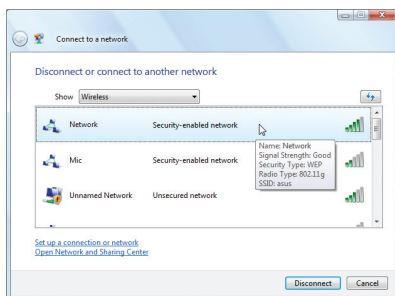 Connect to a network
Disconnect or connect to another network
Show Wireless
Network Security-enabled network
Name: Network
Signal Strength: Good
Security Type: WEP
Radio Type: 802.11g
SSID: asus
Mic Security-enabled network
Unnamed Network Unsecured network
Set up a connection or network
Open Network and Sharing Center
Disconnect Cancel